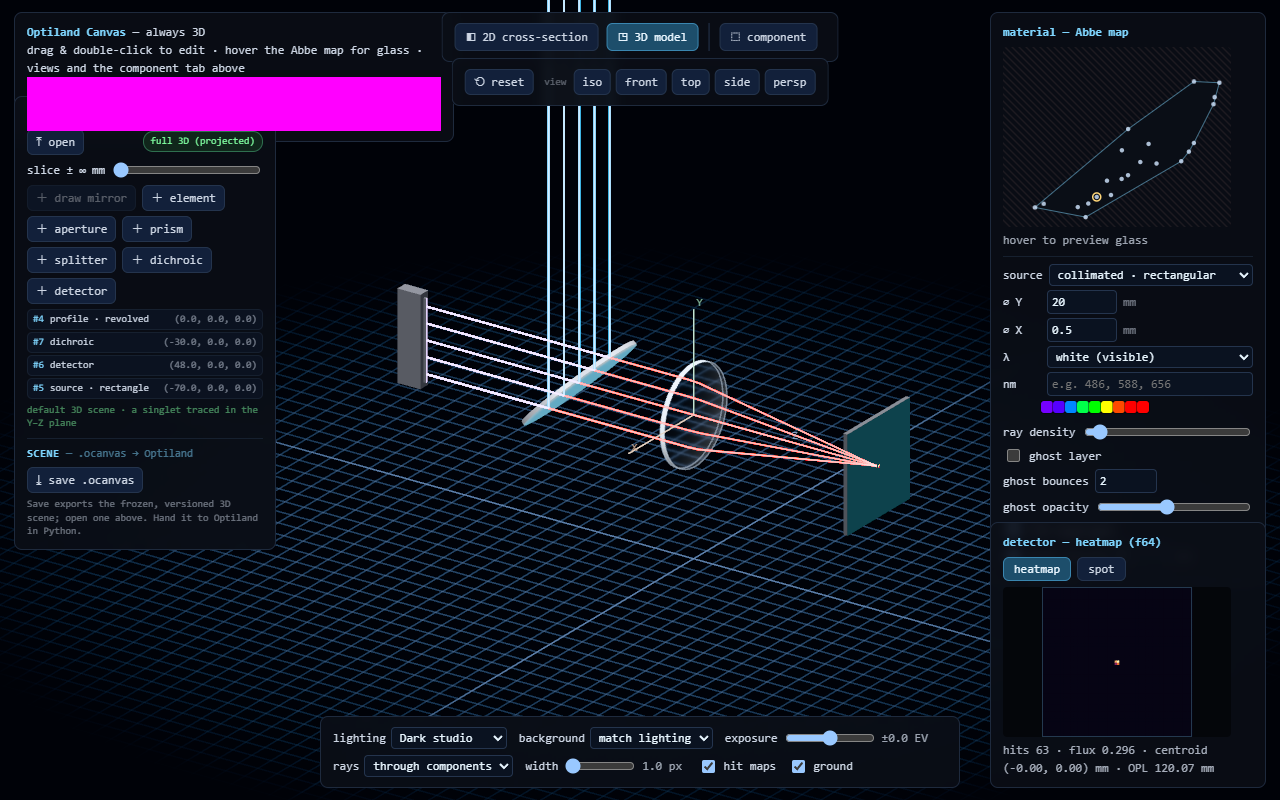 Optiland Canvas — always 3D
drag & double-click to edit · hover the Abbe map for glass ·
views and the component tab above
open
full 3D (projected)
slice ± ∞ mm
+ draw mirror
+ element
+ aperture
+ prism
+ splitter
+ dichroic
+ detector
#4 profile · revolved (0.0, 0.0, 0.0)
#7 dichroic (-30.0, 0.0, 0.0)
#6 detector (48.0, 0.0, 0.0)
#5 source · rectangle (-70.0, 0.0, 0.0)
default 3D scene · a singlet traced in the
Y–Z plane
SCENE — .ocanvas → Optiland
save .ocanvas
Save exports the frozen, versioned 3D
scene; open one above. Hand it to Optiland
in Python.
2D cross-section
3D model
component
reset
view
iso
front
top
side
persp
Y
X
Z
lighting Dark studio background match lighting exposure ±0.0 EV
rays through components width 1.0 px hit maps ground
material — Abbe map
hover to preview glass
source collimated · rectangular
⌀ Y 20 mm
⌀ X 0.5 mm
λ white (visible)
nm e.g. 486, 588, 656
ray density
ghost layer
ghost bounces 2
ghost opacity
detector — heatmap (f64)
heatmap
spot
hits 63 · flux 0.296 · centroid
(-0.00, 0.00) mm · OPL 120.07 mm